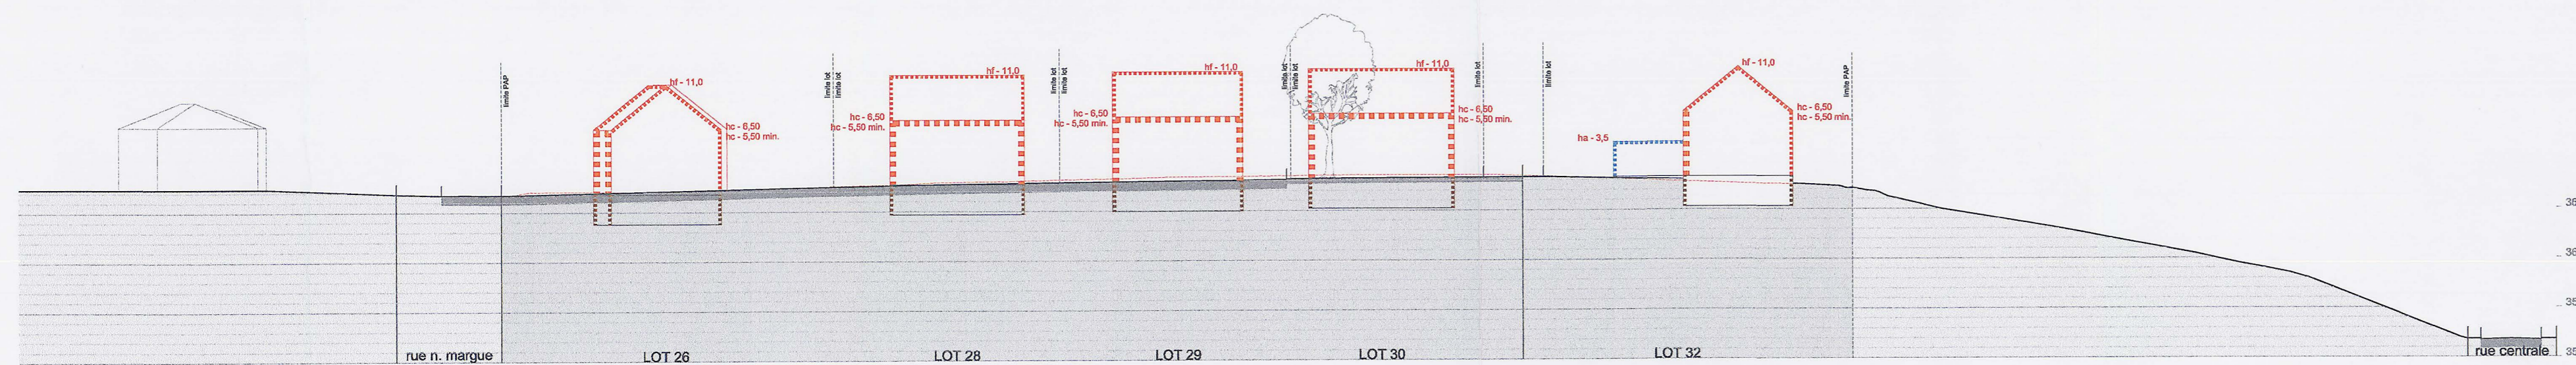 limite PAP
hf - 11,0
hc - 6,50
hc - 5,50 min.
limite lot
limite lot
hf - 11,0
hc - 6,50
hc - 5,50 min.
limite lot
limite lot
hf - 11,0
hc - 6,50
hc - 5,50 min.
limite lot
limite lot
hf - 11,0
hc - 6,50
hc - 5,50 min.
limite lot
limite lot
ha - 3,5
hf - 11,0
hc - 6,50
hc - 5,50 min.
limite PAP
rue n. margue
LOT 26
LOT 28
LOT 29
LOT 30
LOT 32
rue centrale